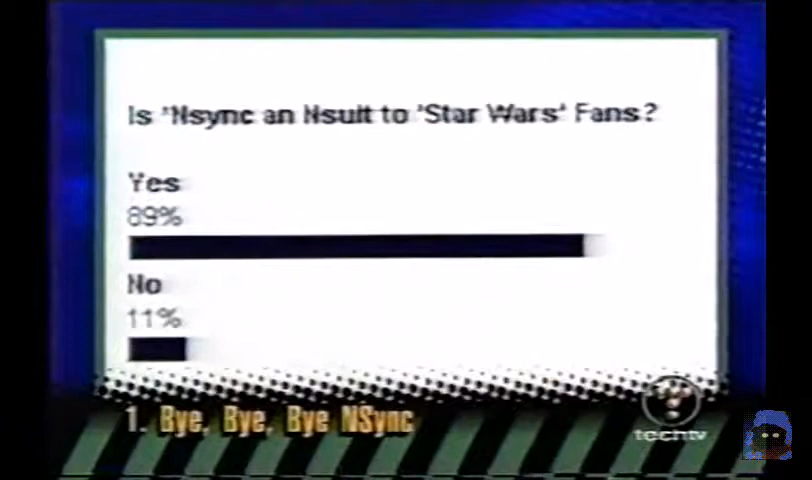 Is 'Nsync an Nsult to 'Star Wars' Fans?
Yes
89%
No
11%
1. Bye, Bye, Bye NSync
techtv